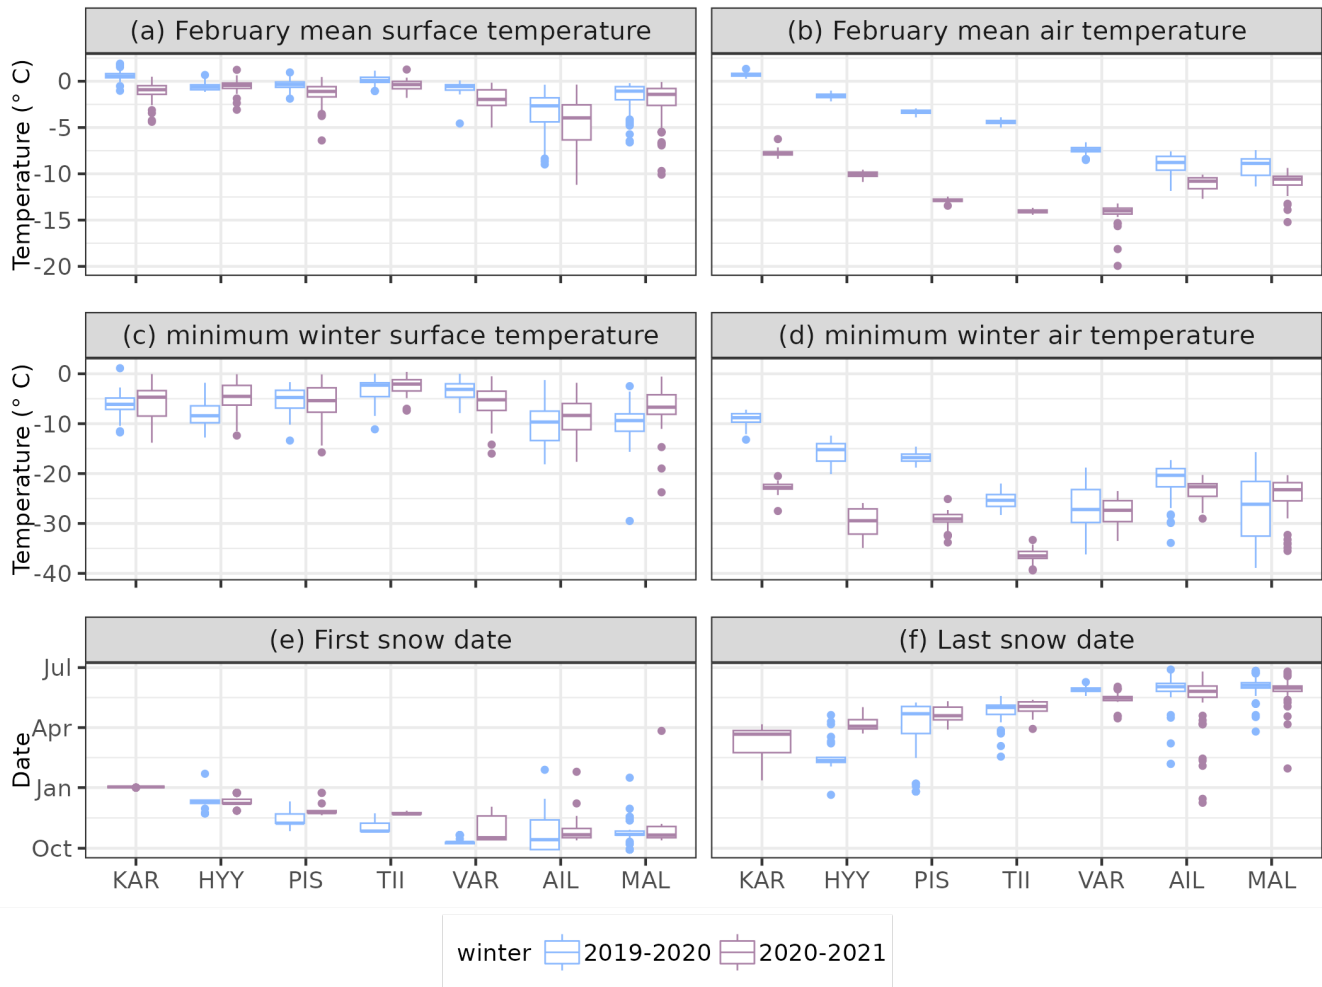 (a) February mean surface temperature
(b) February mean air temperature
Temperature (° C)
0
-5
-10
-15
-20
(c) minimum winter surface temperature
(d) minimum winter air temperature
Temperature (° C)
0
-10
-20
-30
-40
(e) First snow date
(f) Last snow date
Date
Jul
Apr
Jan
Oct
KAR HYY PIS TII VAR AIL MAL
KAR HYY PIS TII VAR AIL MAL
winter 2019-2020 2020-2021